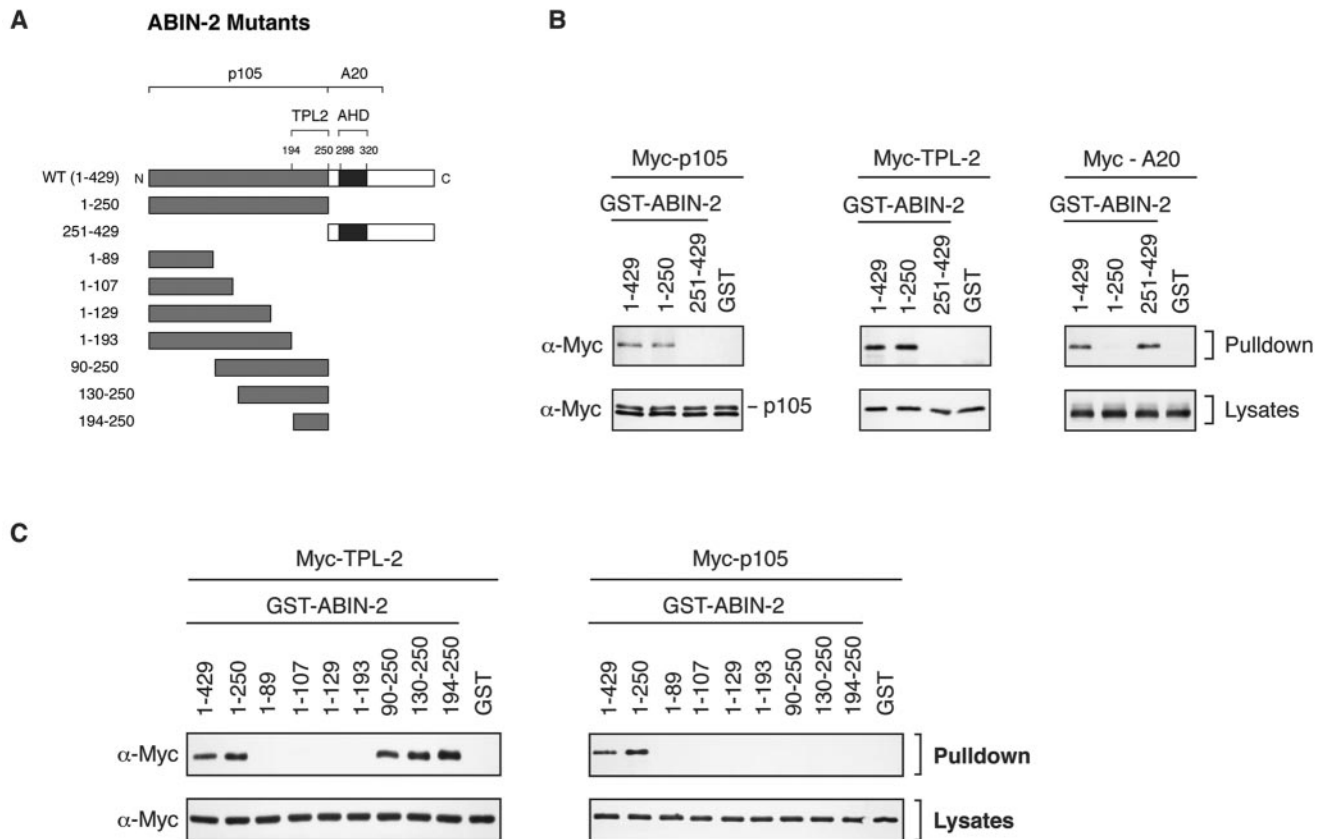 A
ABIN-2 Mutants
p105 A20
TPL2 AHD
194 250 298 320
WT (1-429) N C
1-250
251-429
1-89
1-107
1-129
1-193
90-250
130-250
194-250
B
Myc-p105
GST-ABIN-2
1-429 1-250 251-429 GST
Myc-TPL-2
GST-ABIN-2
1-429 1-250 251-429 GST
Myc - A20
GST-ABIN-2
1-429 1-250 251-429 GST
α-Myc Pulldown
α-Myc – p105 Lysates
C
Myc-TPL-2
GST-ABIN-2
1-429 1-250 1-89 1-107 1-129 1-193 90-250 130-250 194-250 GST
Myc-p105
GST-ABIN-2
1-429 1-250 1-89 1-107 1-129 1-193 90-250 130-250 194-250 GST
α-Myc Pulldown
α-Myc Lysates